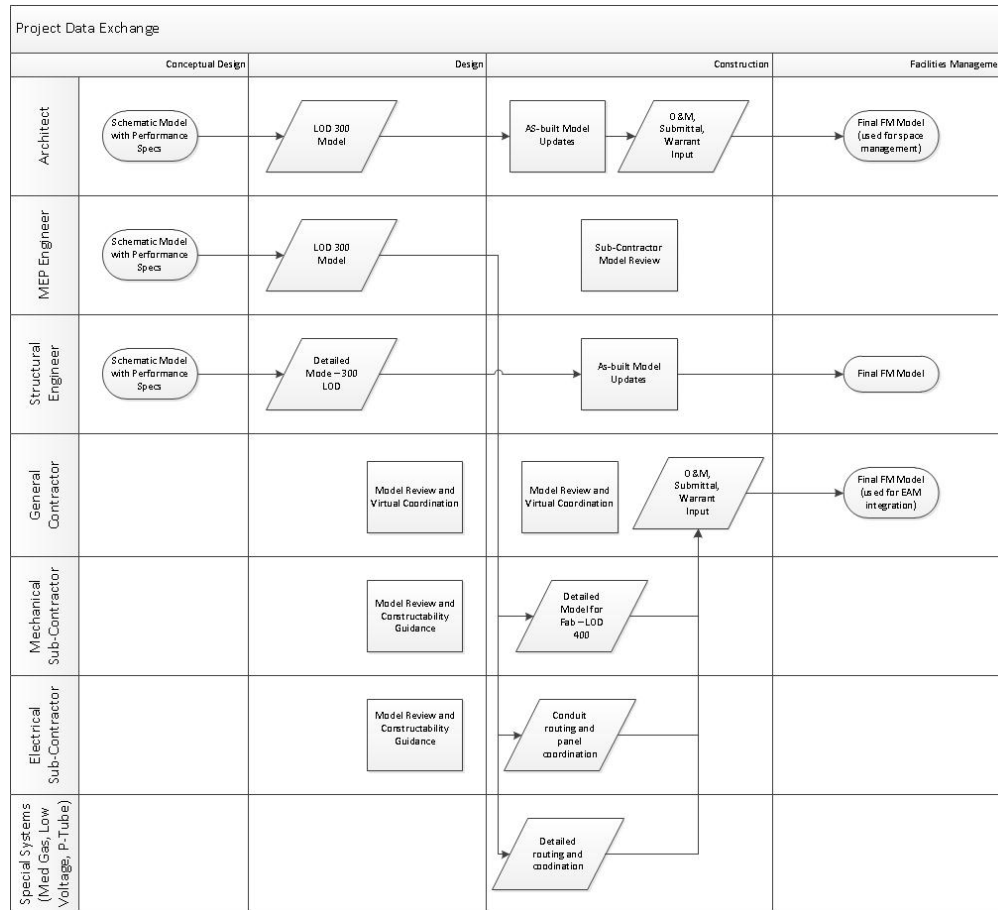 Project Data Exchange
Conceptual Design
Design
Construction
Facilities Manageme
Architect
Schematic Model
with Performance
Specs
LOD 300
Model
AS-built Model
Updates
O&M,
Submittal,
Warrant
Input
Final FM Model
(used for space
management)
MEP Engineer
Schematic Model
with Performance
Specs
LOD 300
Model
Sub-Contractor
Model Review
Structural
Engineer
Schematic Model
with Performance
Specs
Detailed
Mode – 300
LOD
As-built Model
Updates
Final FM Model
General
Contractor
Model Review and
Virtual Coordination
Model Review and
Virtual Coordination
O&M,
Submittal,
Warrant
Input
Final FM Model
(used for EAM
integration)
Mechanical
Sub-Contractor
Model Review and
Constructability
Guidance
Detailed
Model for
Fab – LOD
400
Electrical
Sub-Contractor
Model Review and
Constructability
Guidance
Conduit
routing and
panel
coordination
Special Systems
(Med Gas, Low
Voltage, P-Tube)
Detailed
routing and
coodination